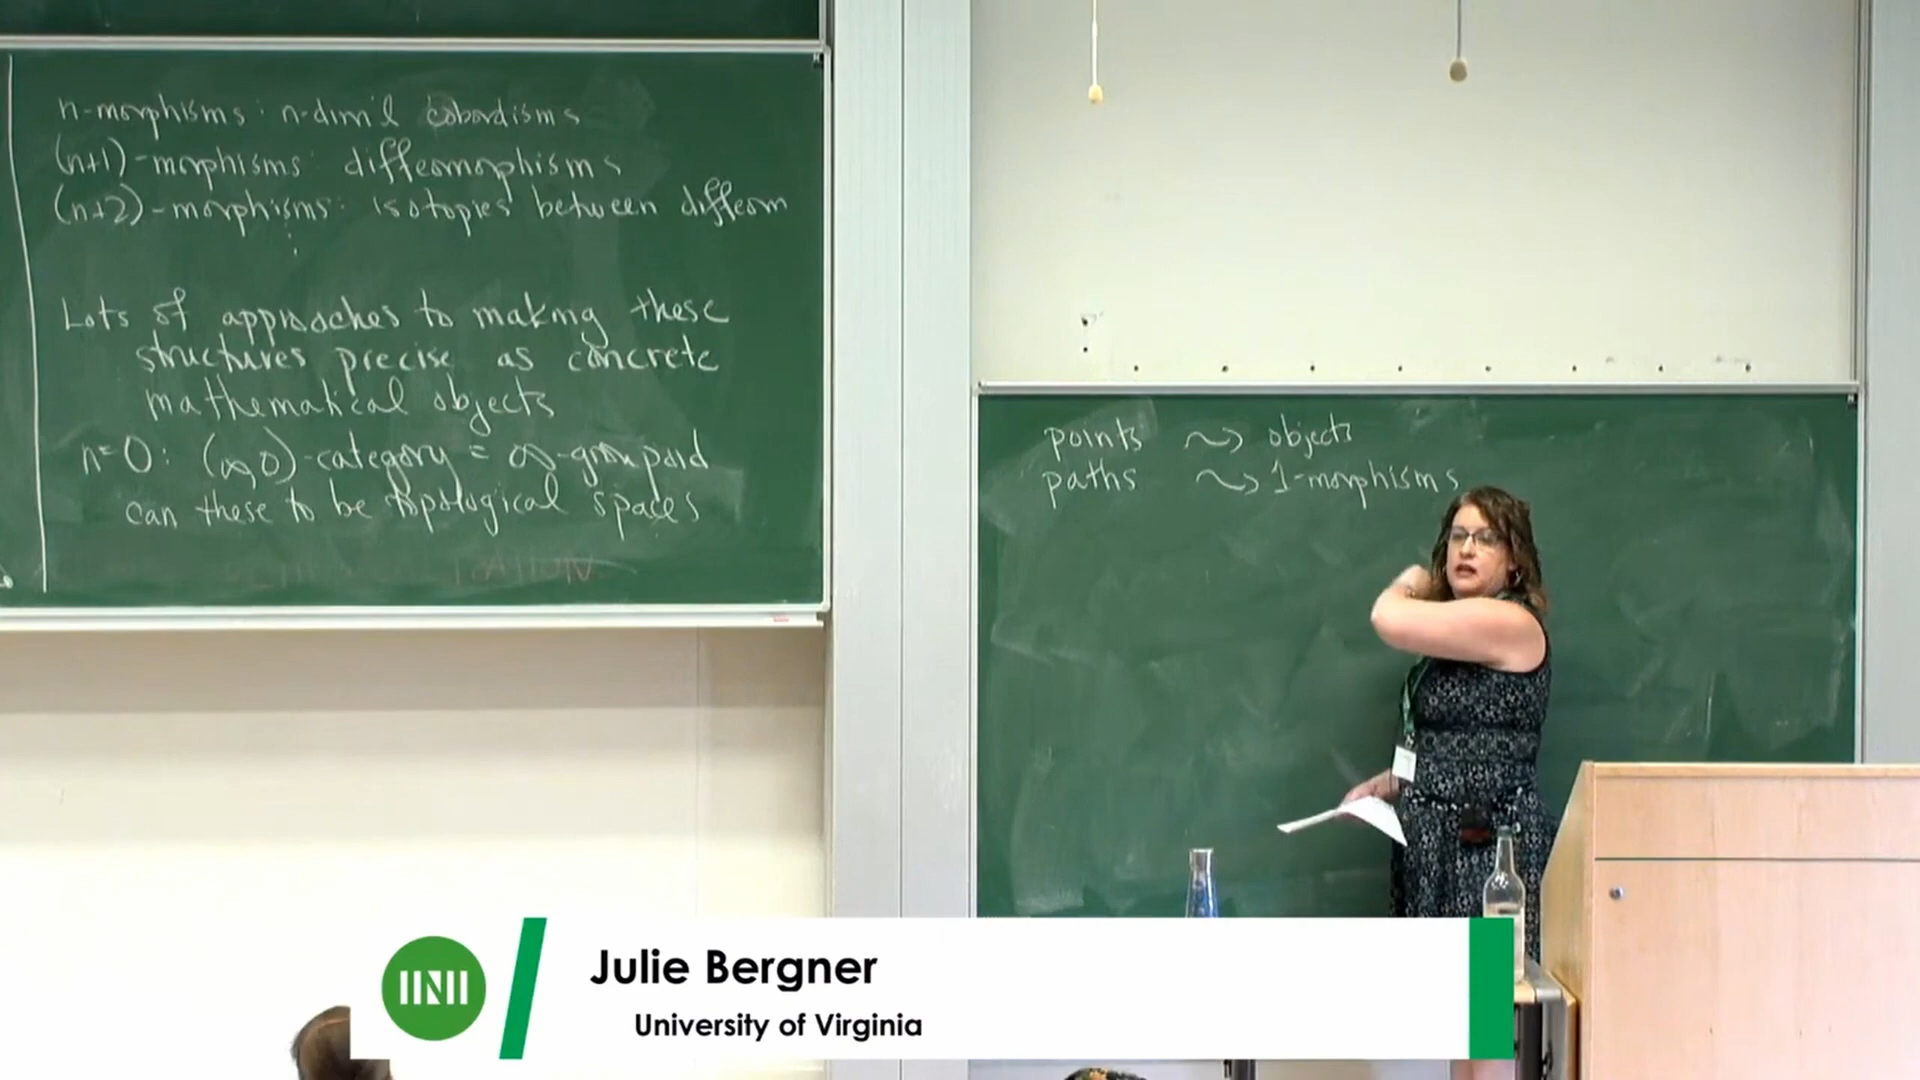 n-morphisms: n-dim'l cobordisms
(n+1)-morphisms: diffeomorphisms
(n+2)-morphisms: isotopies between diffeom
⋮
Lots of approaches to making these
structures precise as concrete
mathematical objects
n=0: (∞,0)-category = ∞-groupoid
can these to be topological spaces
points ⇝ objects
paths ⇝ 1-morphisms
Julie Bergner
University of Virginia